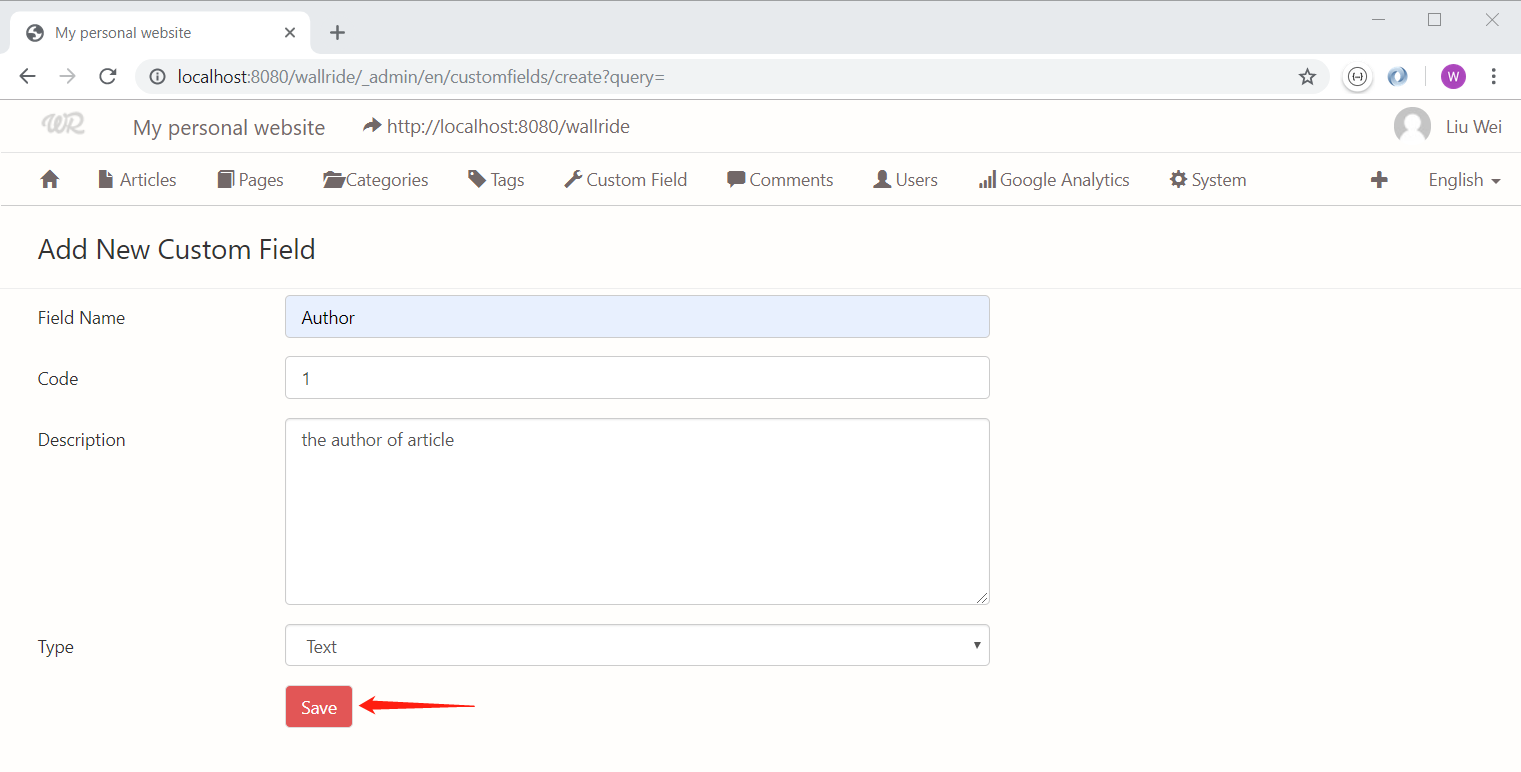 My personal website
localhost:8080/wallride/_admin/en/customfields/create?query=
W
WR My personal website http://localhost:8080/wallride Liu Wei
Articles Pages Categories Tags Custom Field Comments Users Google Analytics System English
Add New Custom Field
Field Name Author
Code 1
Description the author of article
Type Text
Save